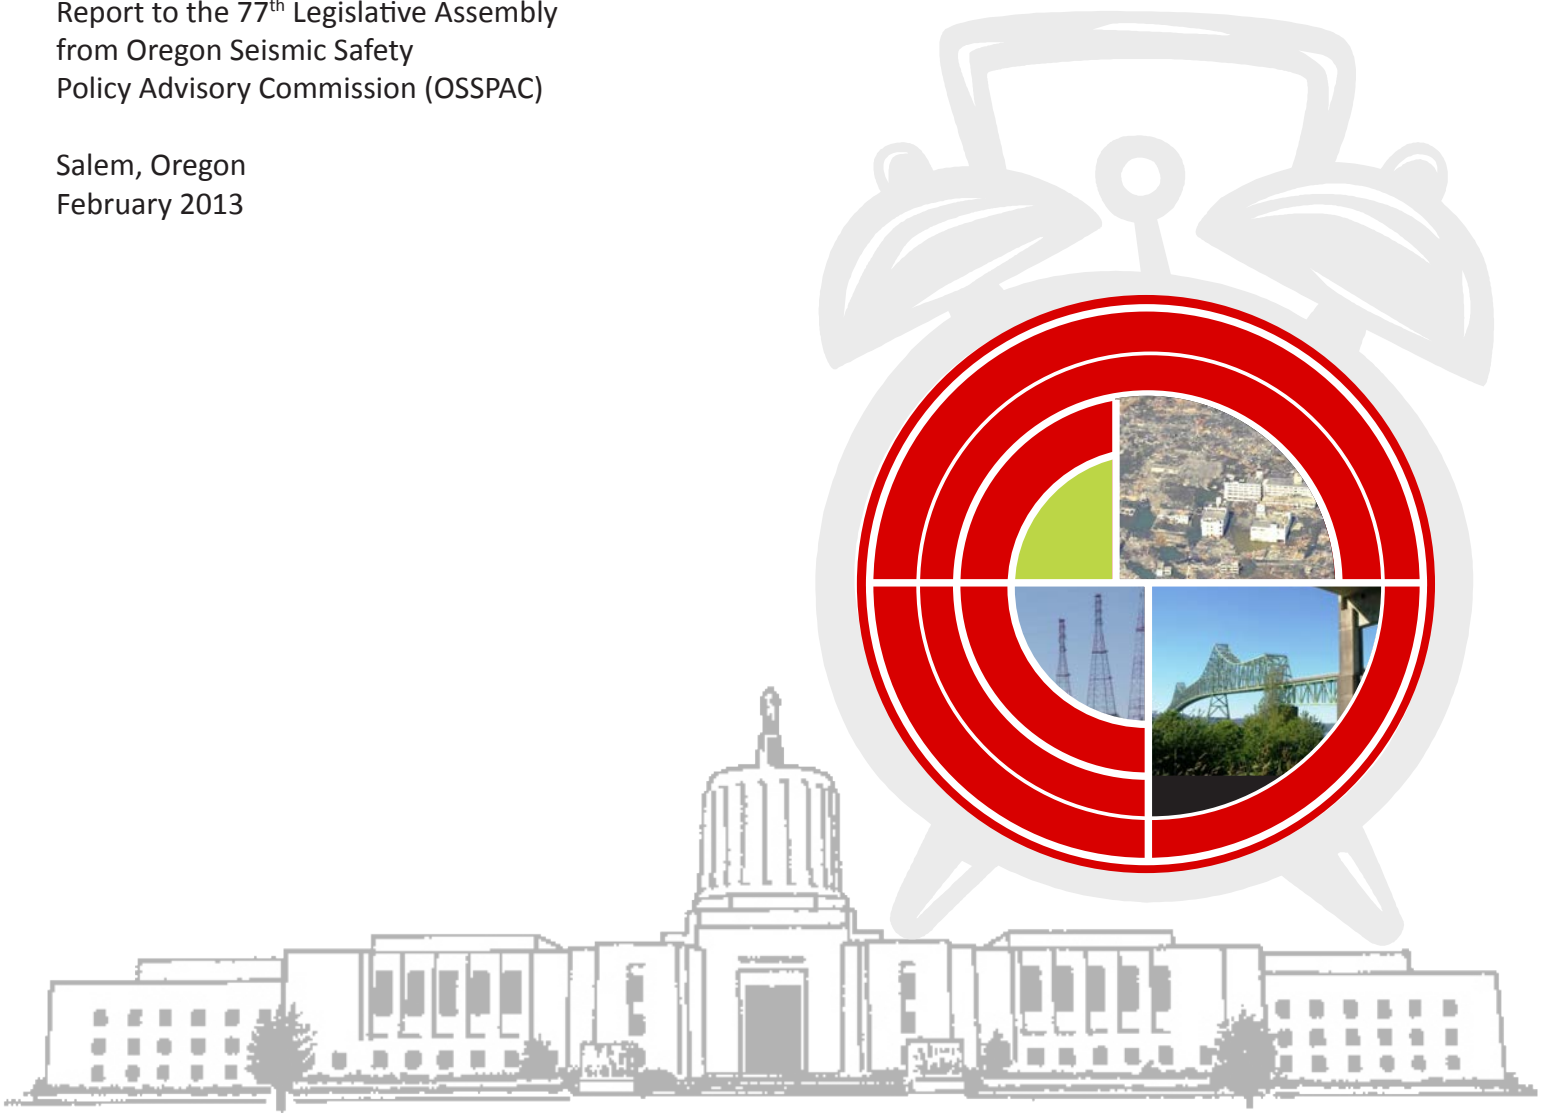 Report to the 77th Legislative Assembly
from Oregon Seismic Safety
Policy Advisory Commission (OSSPAC)
Salem, Oregon
February 2013